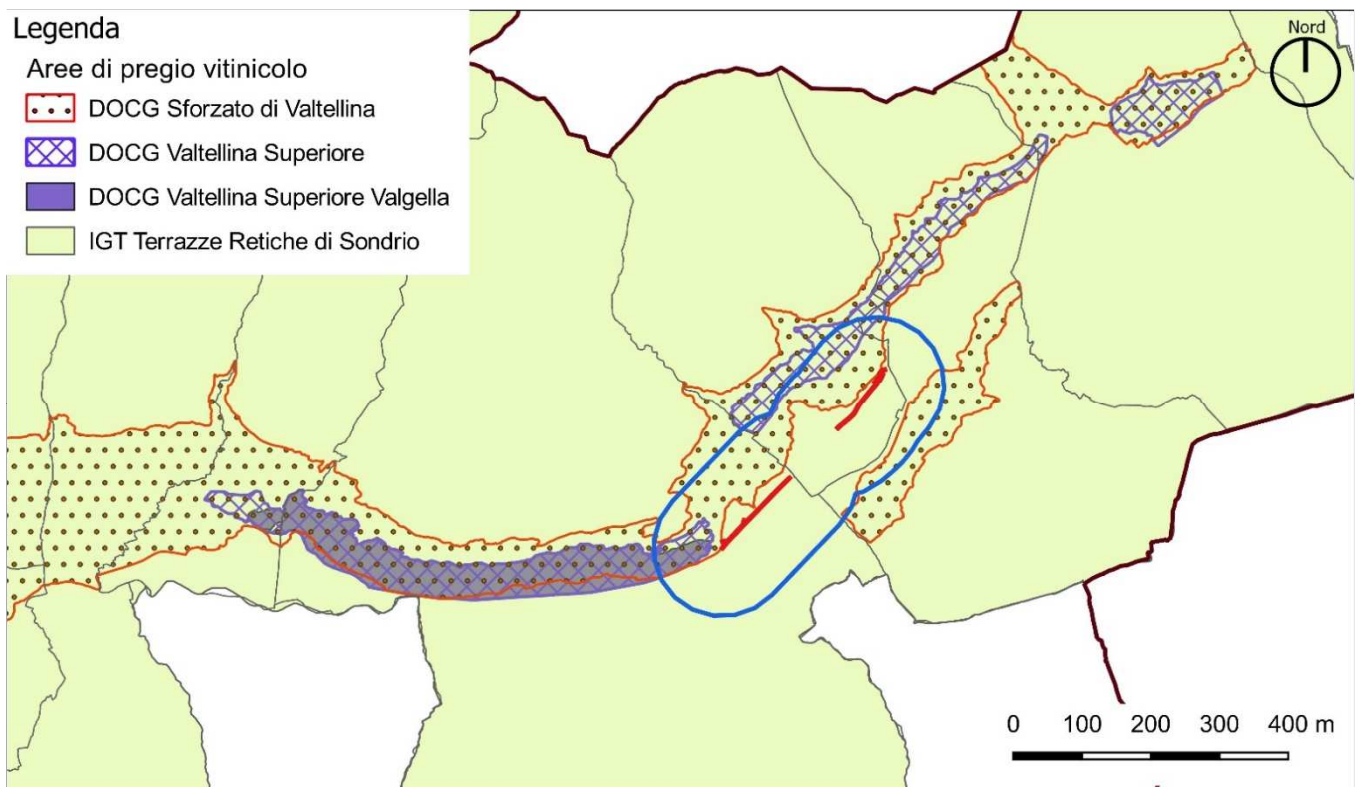 Legenda
Aree di pregio vitinicolo
DOCG Sforzato di Valtellina
DOCG Valtellina Superiore
DOCG Valtellina Superiore Valgella
IGT Terrazze Retiche di Sondrio
Nord
0 100 200 300 400 m